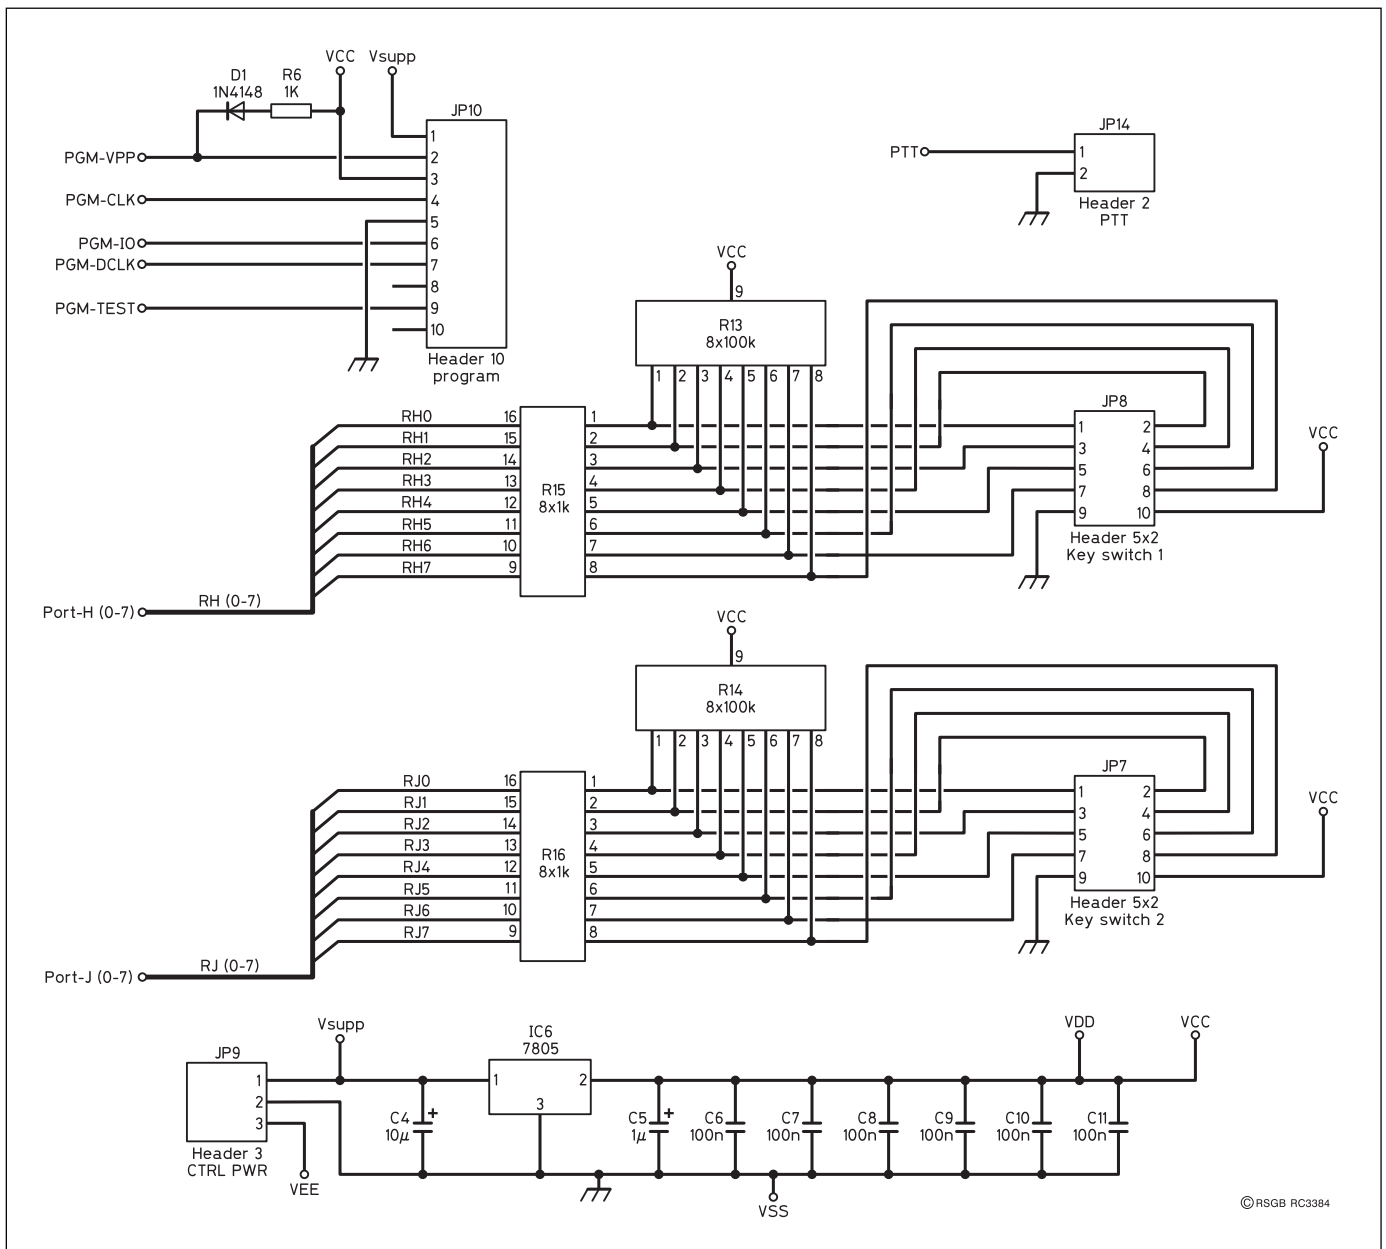 VCC
Vsupp
D1
1N4148
R6
1K
JP10
1
2
3
4
5
6
7
8
9
10
PGM-VPP
PGM-CLK
PGM-IO
PGM-DCLK
PGM-TEST
Header 10
program
JP14
PTT
1
2
Header 2
PTT
VCC
9
R13
8x100k
1 2 3 4 5 6 7 8
RH0 16
RH1 15
RH2 14
RH3 13
RH4 12
RH5 11
RH6 10
RH7 9
R15
8x1k
1
2
3
4
5
6
7
8
JP8
1 2
3 4
5 6
7 8
9 10
VCC
Header 5x2
Key switch 1
Port-H (0-7)
RH (0-7)
VCC
9
R14
8x100k
1 2 3 4 5 6 7 8
RJ0 16
RJ1 15
RJ2 14
RJ3 13
RJ4 12
RJ5 11
RJ6 10
RJ7 9
R16
8x1k
1
2
3
4
5
6
7
8
JP7
1 2
3 4
5 6
7 8
9 10
VCC
Header 5x2
Key switch 2
Port-J (0-7)
RJ (0-7)
JP9
1
2
3
Header 3
CTRL PWR
Vsupp
VEE
C4
10µ
+
IC6
7805
1 2
3
C5
1µ
+
C6
100n
C7
100n
C8
100n
C9
100n
C10
100n
C11
100n
VDD
VCC
VSS
© RSGB RC3384